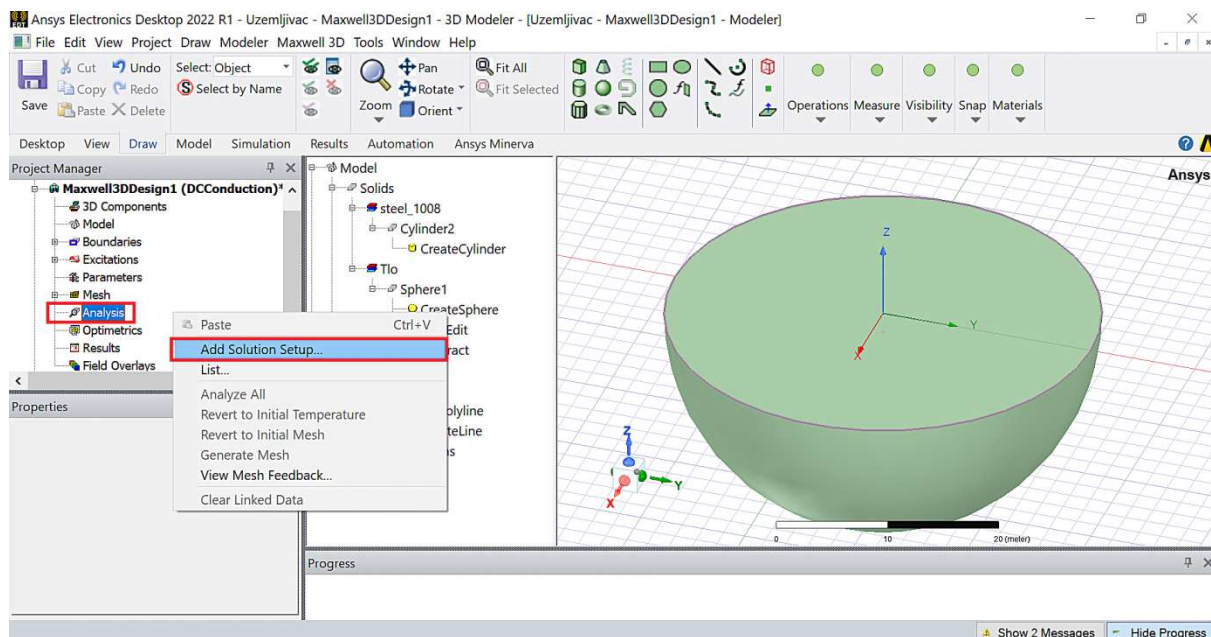 Ansys Electronics Desktop 2022 R1 - Uzemljivac - Maxwell3DDesign1 - 3D Modeler - [Uzemljivac - Maxwell3DDesign1 - Modeler]
File Edit View Project Draw Modeler Maxwell 3D Tools Window Help
Save
Cut Undo
Copy Redo
Paste Delete
Select: Object
Select by Name
Zoom
Pan
Rotate
Orient
Fit All
Fit Selected
Operations Measure Visibility Snap Materials
Desktop View Draw Model Simulation Results Automation Ansys Minerva
Project Manager
Maxwell3DDesign1 (DCConduction)*
3D Components
Model
Boundaries
Excitations
Parameters
Mesh
Analysis
Optimetrics
Results
Field Overlays
Properties
Paste Ctrl+V
Add Solution Setup...
List...
Analyze All
Revert to Initial Temperature
Revert to Initial Mesh
Generate Mesh
View Mesh Feedback...
Clear Linked Data
Model
Solids
steel_1008
Cylinder2
CreateCylinder
Tlo
Sphere1
CreateSphere
Edit
ract
olyline
teLine
s
Ansys
Z
Y
X
Z
Y
X
0 10 20 (meter)
Progress
Show 2 Messages Hide Progress